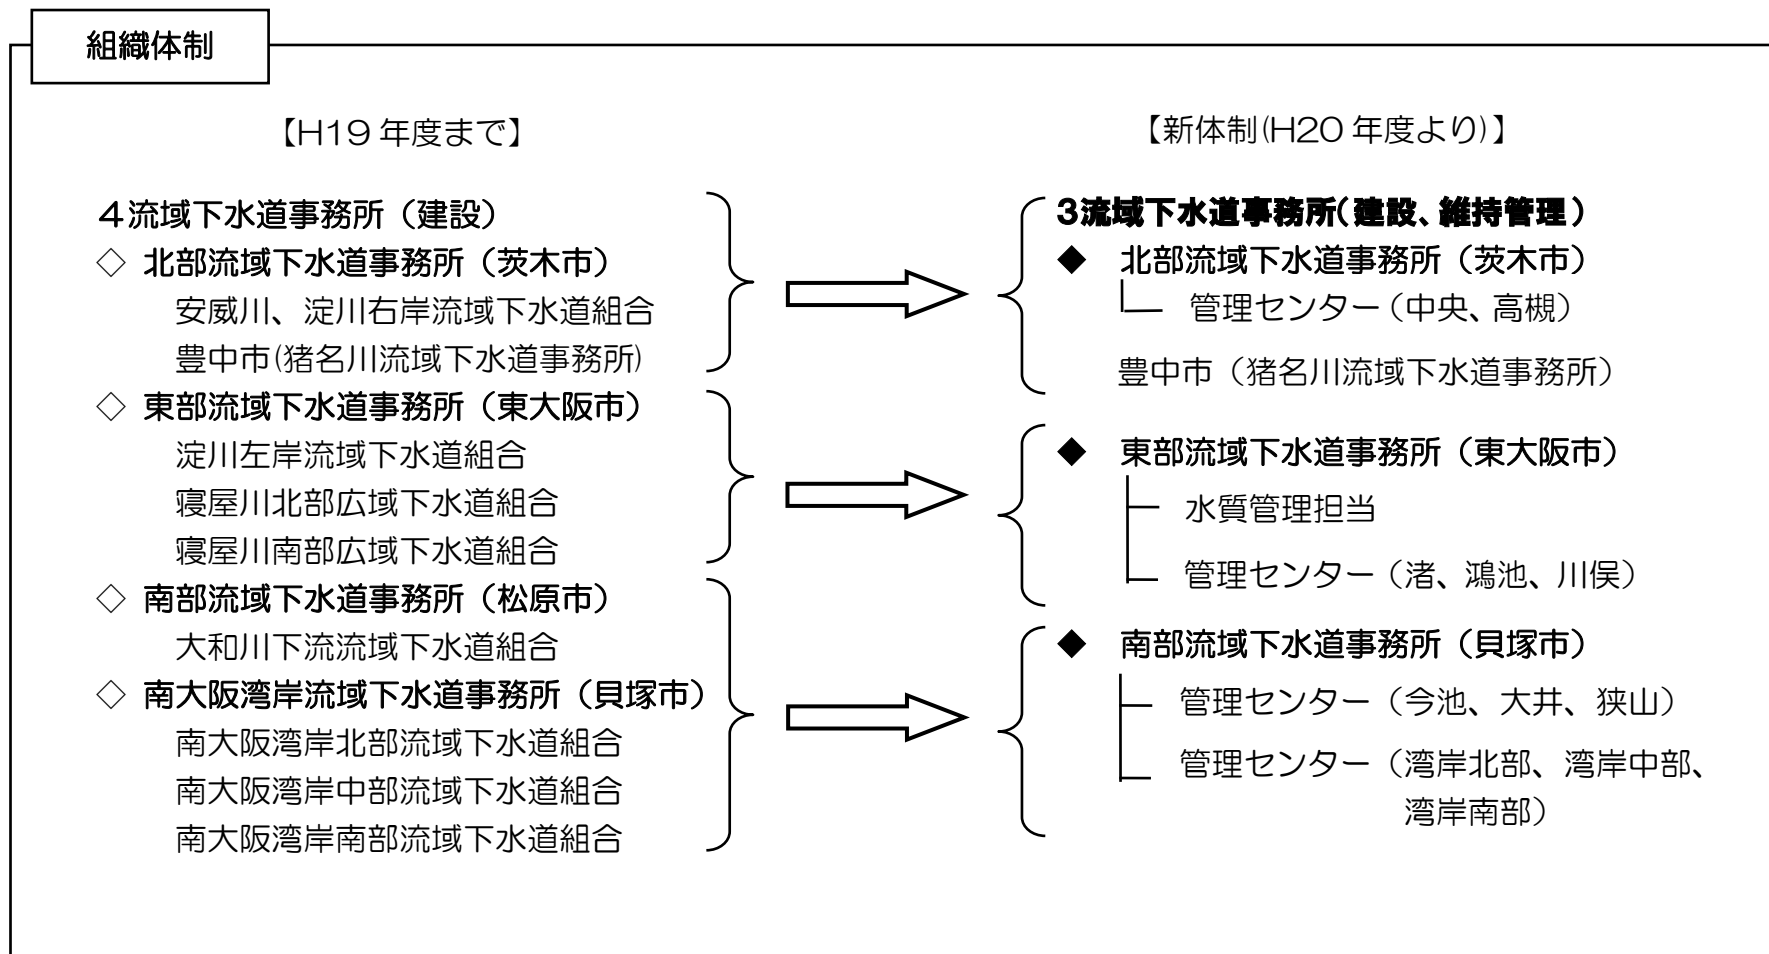 組織体制
【H19年度まで】
4流域下水道事務所（建設）
◇ 北部流域下水道事務所（茨木市）
安威川、淀川右岸流域下水道組合
豊中市(猪名川流域下水道事務所)
◇ 東部流域下水道事務所（東大阪市）
淀川左岸流域下水道組合
寝屋川北部広域下水道組合
寝屋川南部広域下水道組合
◇ 南部流域下水道事務所（松原市）
大和川下流流域下水道組合
◇ 南大阪湾岸流域下水道事務所（貝塚市）
南大阪湾岸北部流域下水道組合
南大阪湾岸中部流域下水道組合
南大阪湾岸南部流域下水道組合
【新体制(H20年度より)】
3流域下水道事務所(建設、維持管理)
◆ 北部流域下水道事務所（茨木市）
管理センター（中央、高槻）
豊中市（猪名川流域下水道事務所）
◆ 東部流域下水道事務所（東大阪市）
水質管理担当
管理センター（渚、鴻池、川俣）
◆ 南部流域下水道事務所（貝塚市）
管理センター（今池、大井、狭山）
管理センター（湾岸北部、湾岸中部、
湾岸南部）